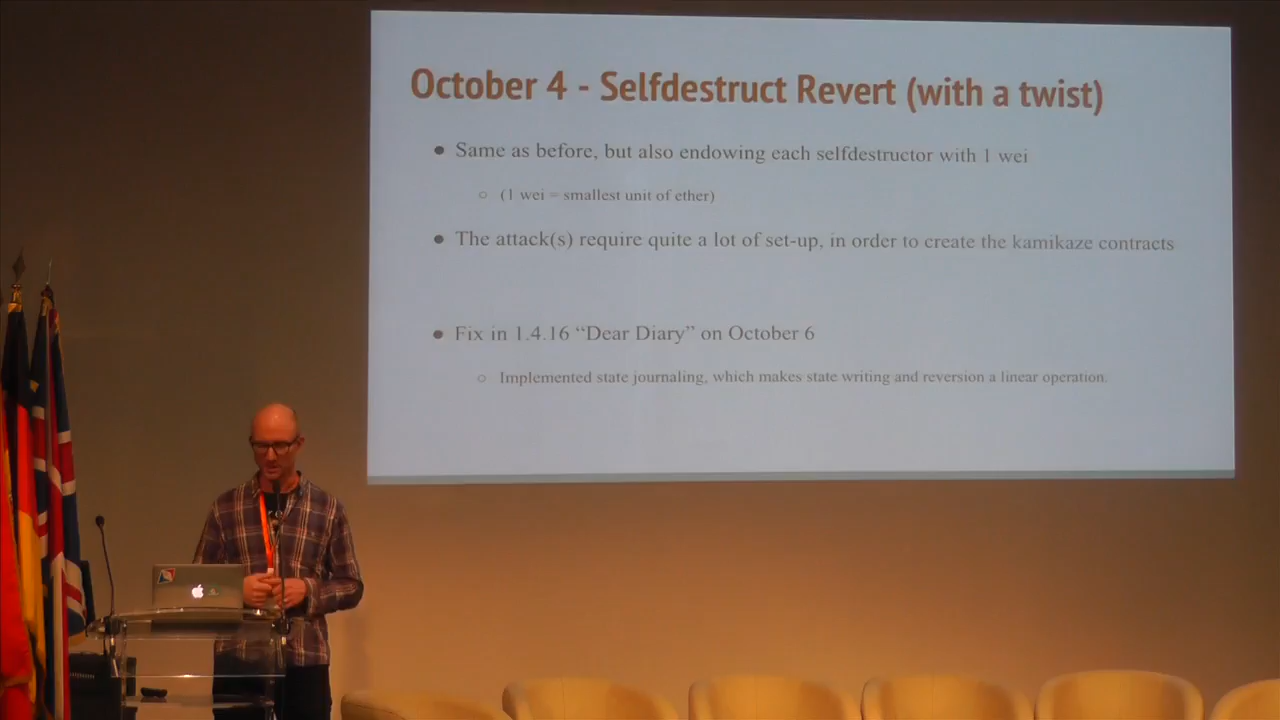 October 4 - Selfdestruct Revert (with a twist)
● Same as before, but also endowing each selfdestructor with 1 wei
○ (1 wei = smallest unit of ether)
● The attack(s) require quite a lot of set-up, in order to create the kamikaze contracts
● Fix in 1.4.16 “Dear Diary” on October 6
○ Implemented state journaling, which makes state writing and reversion a linear operation.